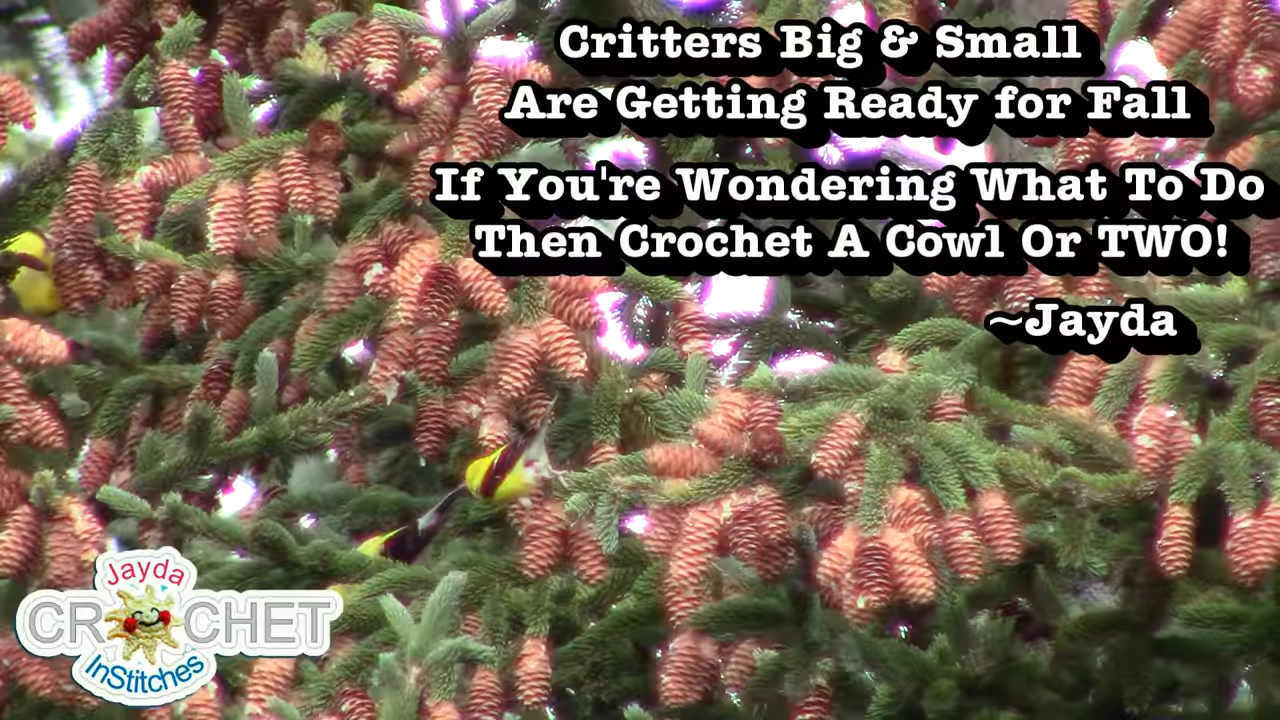 Critters Big & Small
Are Getting Ready for Fall
If You're Wondering What To Do
Then Crochet A Cowl Or TWO!
~Jayda
Jayda
CROCHET
InStitches